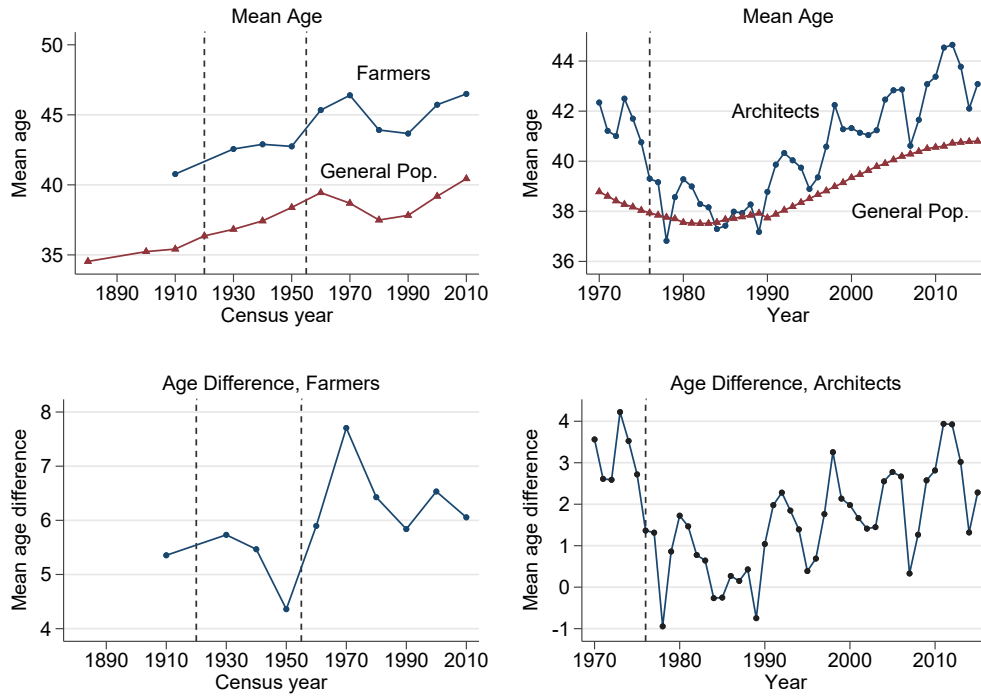 Mean Age
50
45
40
35
Mean age
Farmers
General Pop.
1890 1910 1930 1950 1970 1990 2010
Census year
Mean Age
44
42
40
38
36
Mean age
Architects
General Pop.
1970 1980 1990 2000 2010
Year
Age Difference, Farmers
8
7
6
5
4
Mean age difference
1890 1910 1930 1950 1970 1990 2010
Census year
Age Difference, Architects
4
3
2
1
0
-1
Mean age difference
1970 1980 1990 2000 2010
Year